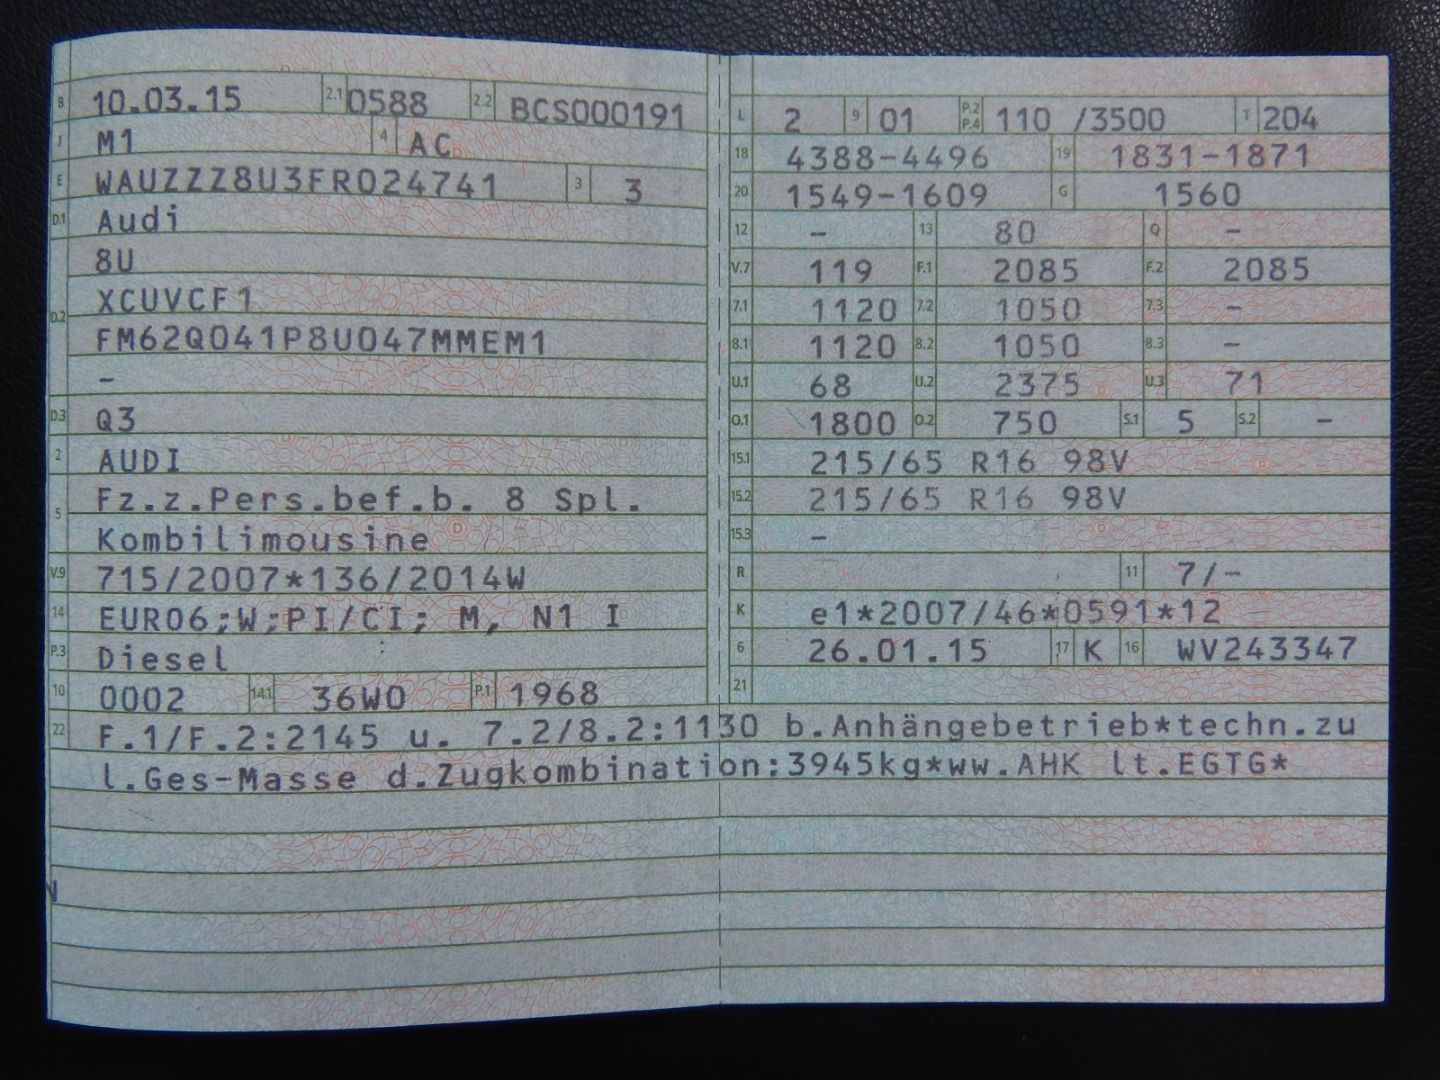 B 10.03.15 2.1 0588 2.2 BCS000191
J M1 4 AC
E WAUZZZ8U3FR024741 3 3
D.1 Audi
8U
D.2 XCUVCF1
FM62Q041P8U047MMEM1
-
D.3 Q3
2 AUDI
5 Fz.z.Pers.bef.b. 8 Spl.
Kombilimousine
V.9 715/2007*136/2014W
14 EURO6;W;PI/CI; M, N1 I
P.3 Diesel
10 0002 14.1 36W0 P.1 1968
L 2 9 01 P.2 P.4 110 /3500 T 204
18 4388-4496 19 1831-1871
20 1549-1609 G 1560
12 - 13 80 Q -
V.7 119 F.1 2085 F.2 2085
7.1 1120 7.2 1050 7.3 -
8.1 1120 8.2 1050 8.3 -
U.1 68 U.2 2375 U.3 71
O.1 1800 O.2 750 S.1 5 S.2 -
15.1 215/65 R16 98V
15.2 215/65 R16 98V
15.3 -
R 11 7/-
K e1*2007/46*0591*12
6 26.01.15 17 K 16 WV243347
21
22 F.1/F.2:2145 u. 7.2/8.2:1130 b.Anhängebetrieb*techn.zu
l.Ges-Masse d.Zugkombination:3945kg*ww.AHK lt.EGTG*